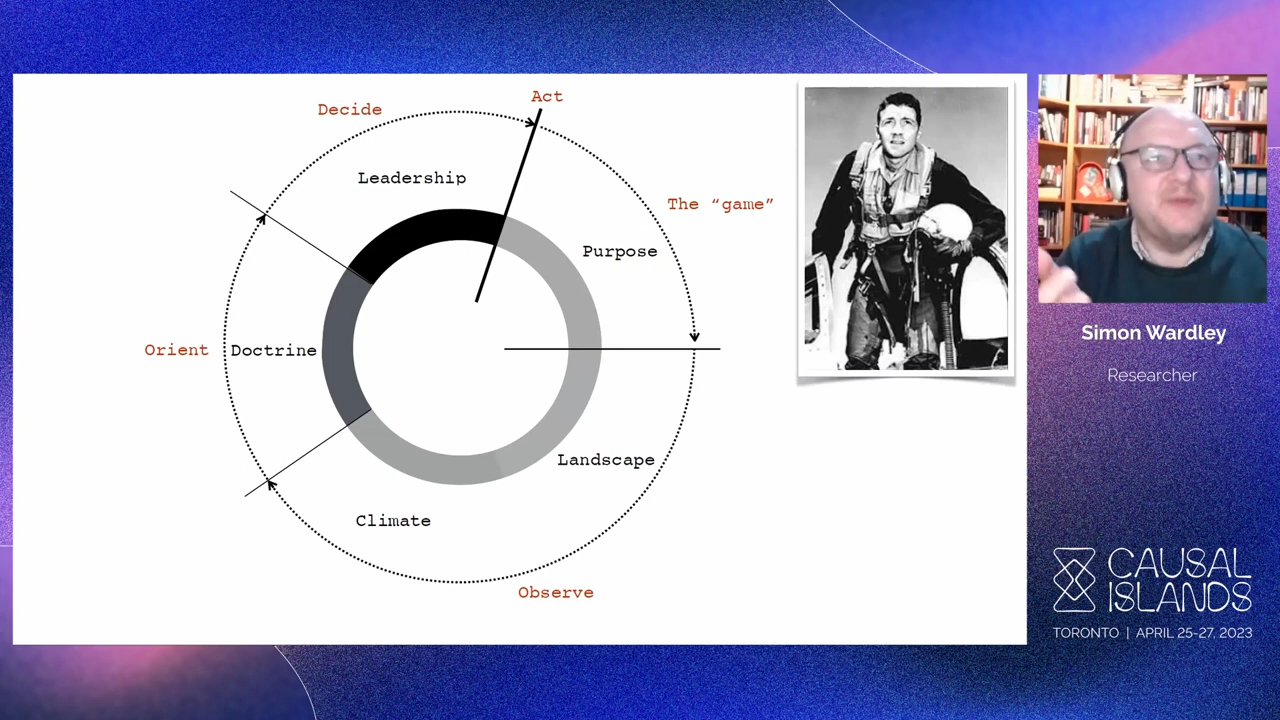 Decide
Act
Leadership
The “game”
Purpose
Orient
Doctrine
Landscape
Climate
Observe
Simon Wardley
Researcher
CAUSAL
ISLANDS
TORONTO | APRIL 25-27, 2023